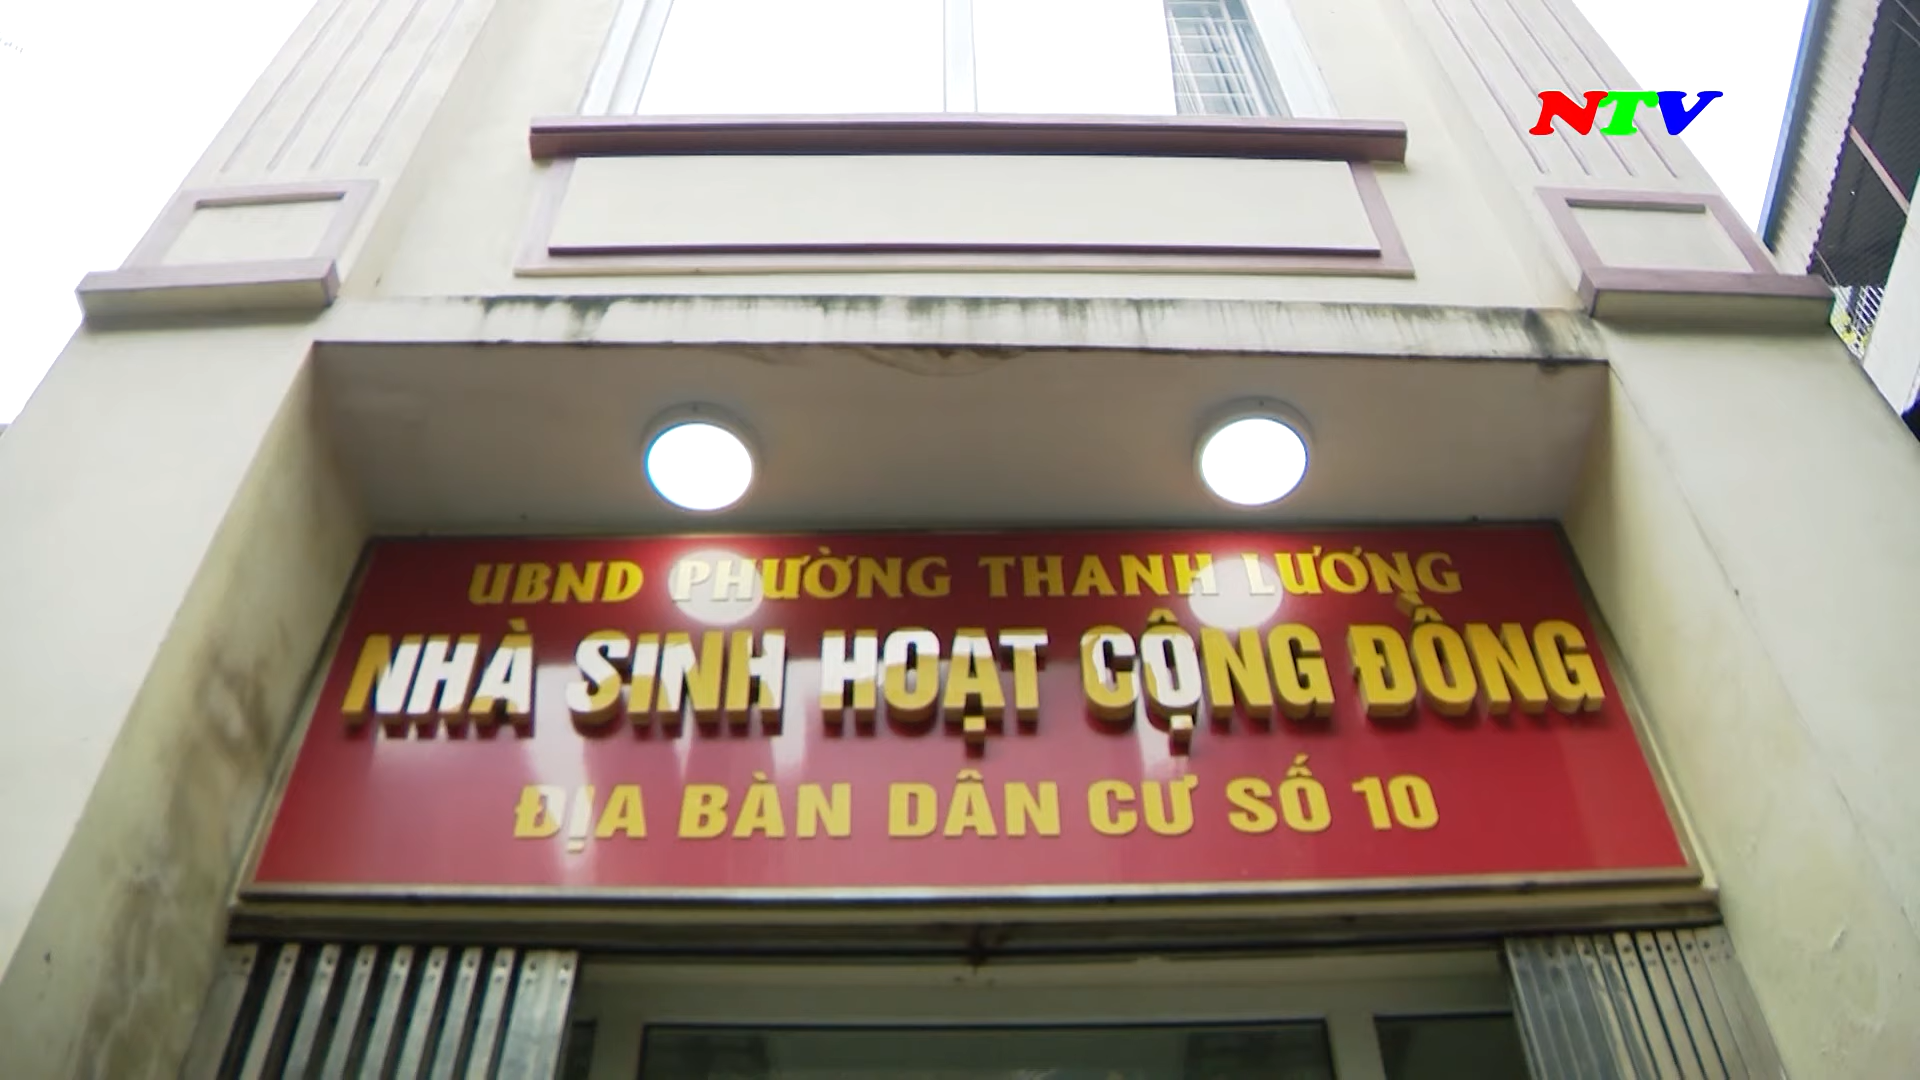 NTV
UBND PHƯỜNG THANH LƯƠNG
NHÀ SINH HOẠT CỘNG ĐỒNG
ĐỊA BÀN DÂN CƯ SỐ 10